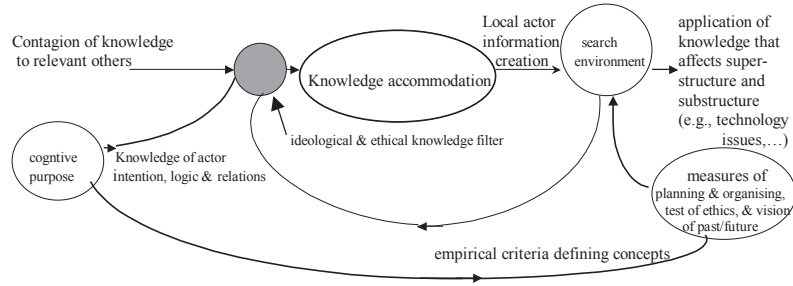 Contagion of knowledge
to relevant others
Knowledge accommodation
Local actor
information
creation
search
environment
application of
knowledge that
affects super-
structure and
substructure
(e.g., technology
issues,…)
ideological & ethical knowledge filter
cogntive
purpose
Knowledge of actor
intention, logic & relations
measures of
planning & organising,
test of ethics, & vision
of past/future
empirical criteria defining concepts